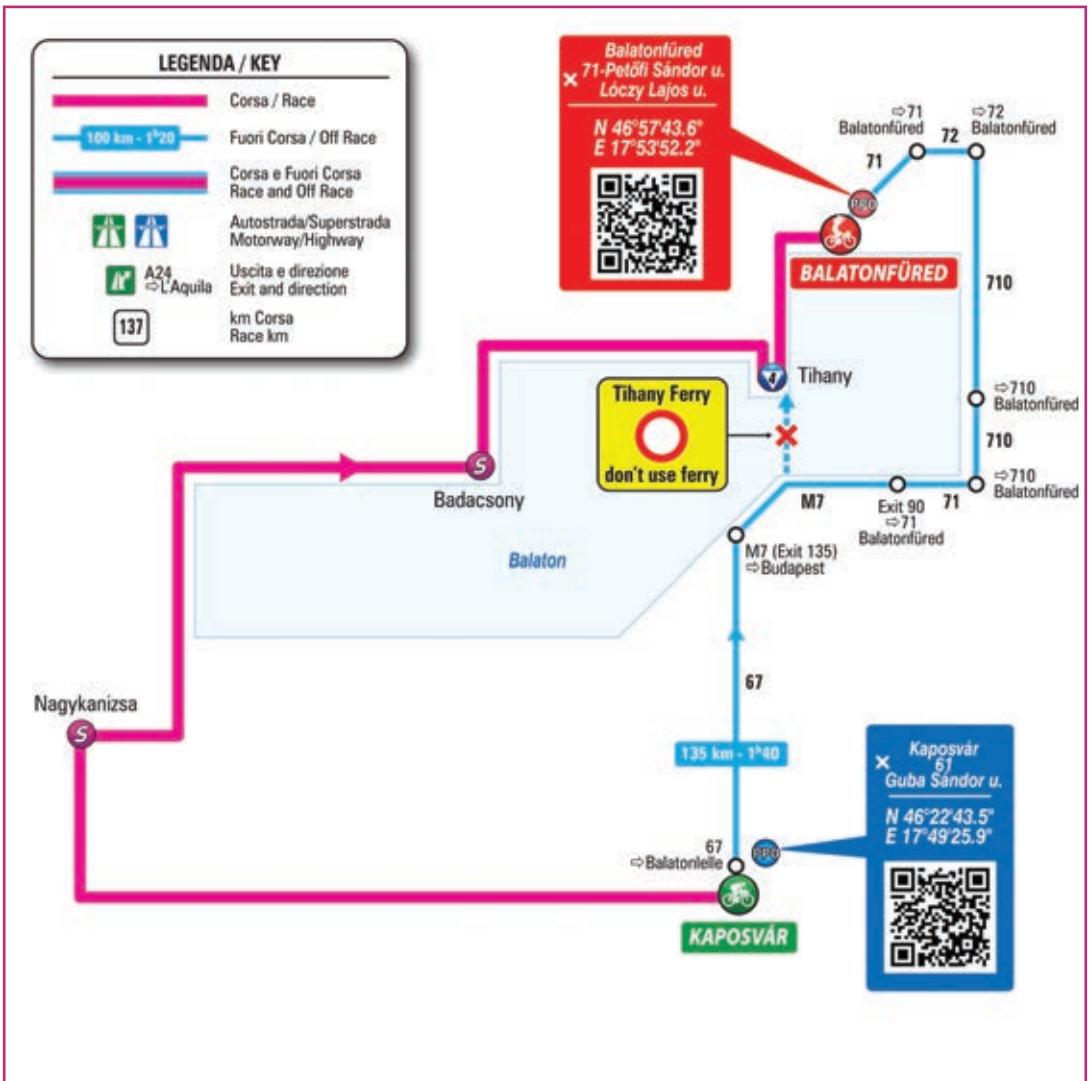 LEGENDA / KEY
Corsa / Race
100 km - 1ʰ20
Fuori Corsa / Off Race
Corsa e Fuori Corsa
Race and Off Race
Autostrada/Superstrada
Motorway/Highway
A24
⇨L'Aquila
Uscita e direzione
Exit and direction
137
km Corsa
Race km
Balatonfüred
71-Petőfi Sándor u.
Lóczy Lajos u.
N 46°57'43.6"
E 17°53'52.2"
⇨71
Balatonfüred
72
⇨72
Balatonfüred
71
PPO
BALATONFÜRED
710
4
Tihany
Tihany Ferry
don't use ferry
⇨710
Balatonfüred
710
S
Badacsony
M7
Exit 90
⇨71
Balatonfüred
71
⇨710
Balatonfüred
M7 (Exit 135)
⇨Budapest
Balaton
67
Nagykanizsa
S
135 km - 1ʰ40
Kaposvár
61
Guba Sándor u.
N 46°22'43.5"
E 17°49'25.9"
67
⇨Balatonlelle
PPO
KAPOSVÁR